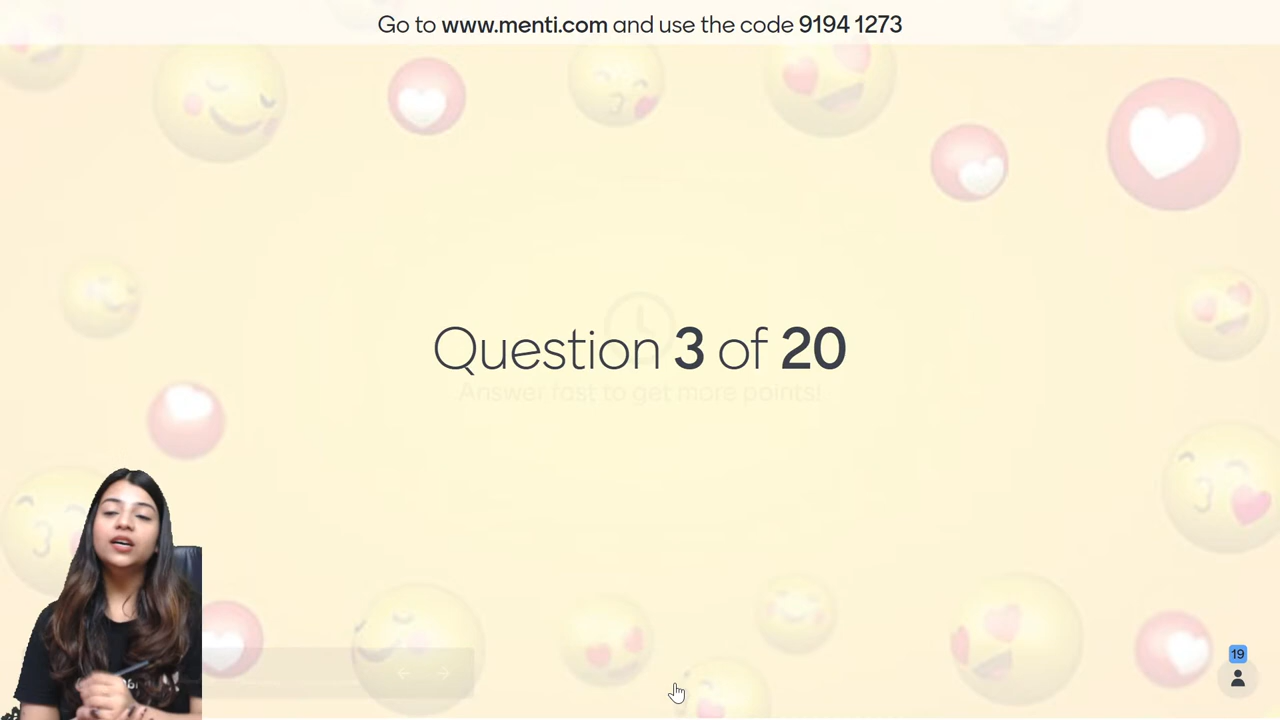 Go to www.menti.com and use the code 9194 1273
Question 3 of 20
Answer fast to get more points!
19